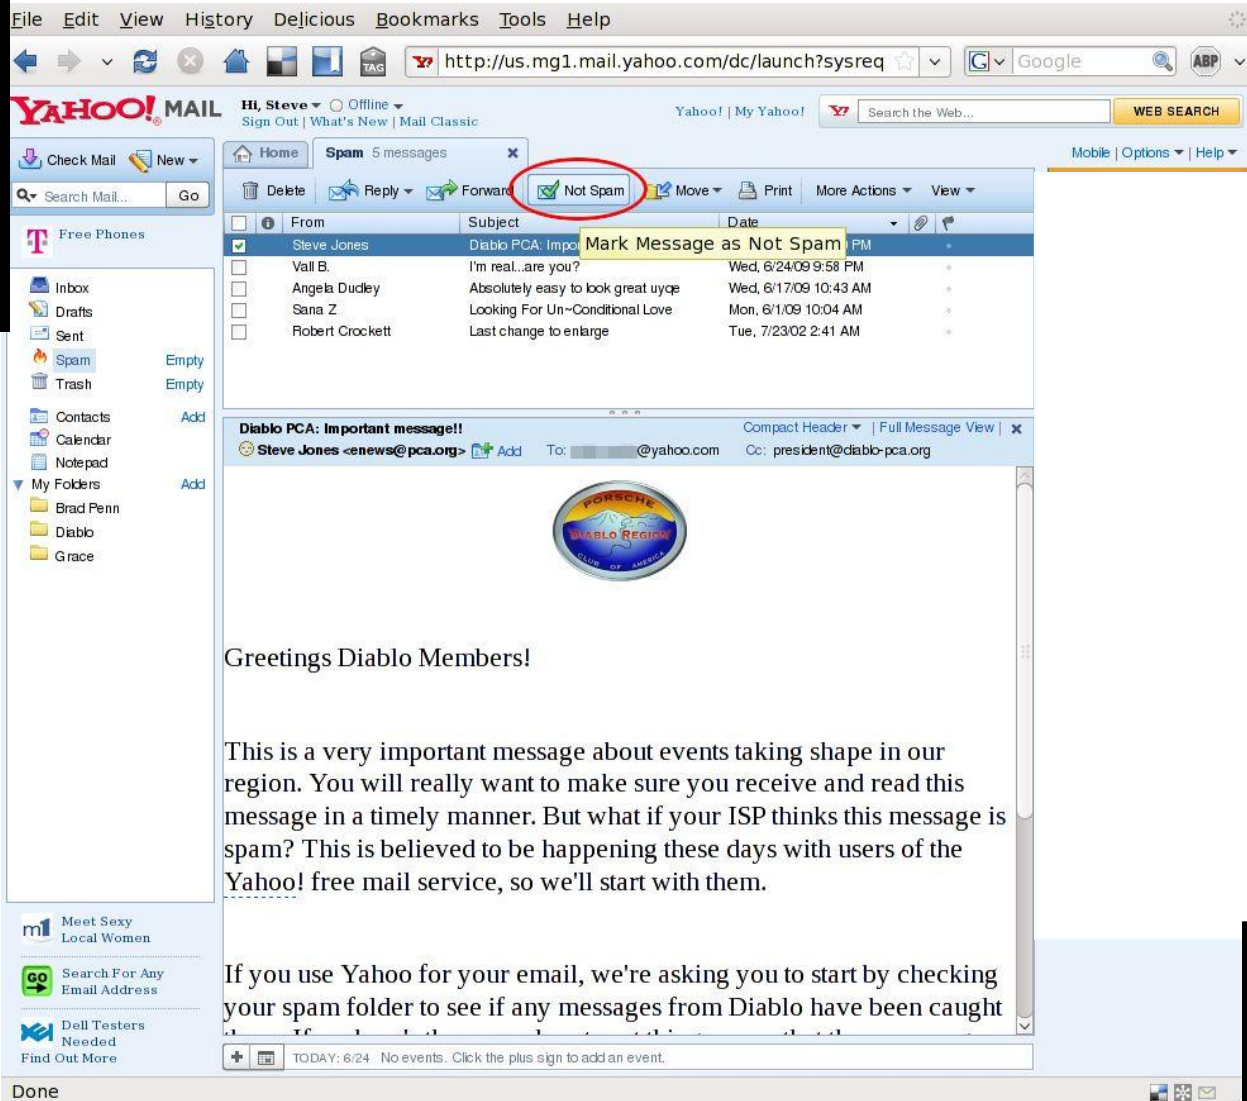 File Edit View History Delicious Bookmarks Tools Help
TAG http://us.mg1.mail.yahoo.com/dc/launch?sysreq G Google ABP
YAHOO! MAIL Hi, Steve Offline
Sign Out | What's New | Mail Classic
Yahoo! | My Yahoo! Y7 Search the Web... WEB SEARCH
Check Mail New Home Spam 5 messages Mobile | Options | Help
Search Mail... Go Delete Reply Forward Not Spam Move Print More Actions View
From Subject Date
Mark Message as Not Spam
Steve Jones Diablo PCA: Impo PM
Vall B. I'm real...are you? Wed, 6/24/09 9:58 PM
Angela Dudley Absolutely easy to look great uyqe Wed, 6/17/09 10:43 AM
Sana Z Looking For Un~Conditional Love Mon, 6/1/09 10:04 AM
Robert Crockett Last change to enlarge Tue, 7/23/02 2:41 AM
T Free Phones
Inbox
Drafts
Sent
Spam Empty
Trash Empty
Contacts Add
Calendar
Notepad
My Folders Add
Brad Penn
Diablo
Grace
Diablo PCA: Important message!! Compact Header | Full Message View |
Steve Jones <enews@pca.org> Add To: @yahoo.com Cc: president@diablo-pca.org
PORSCHE
DIABLO REGION
CLUB OF AMERICA
Greetings Diablo Members!
This is a very important message about events taking shape in our
region. You will really want to make sure you receive and read this
message in a timely manner. But what if your ISP thinks this message is
spam? This is believed to be happening these days with users of the
Yahoo! free mail service, so we'll start with them.
If you use Yahoo for your email, we're asking you to start by checking
your spam folder to see if any messages from Diablo have been caught
m1 Meet Sexy
Local Women
GO Search For Any
Email Address
Dell Testers
Needed
Find Out More
TODAY: 6/24 No events. Click the plus sign to add an event.
Done